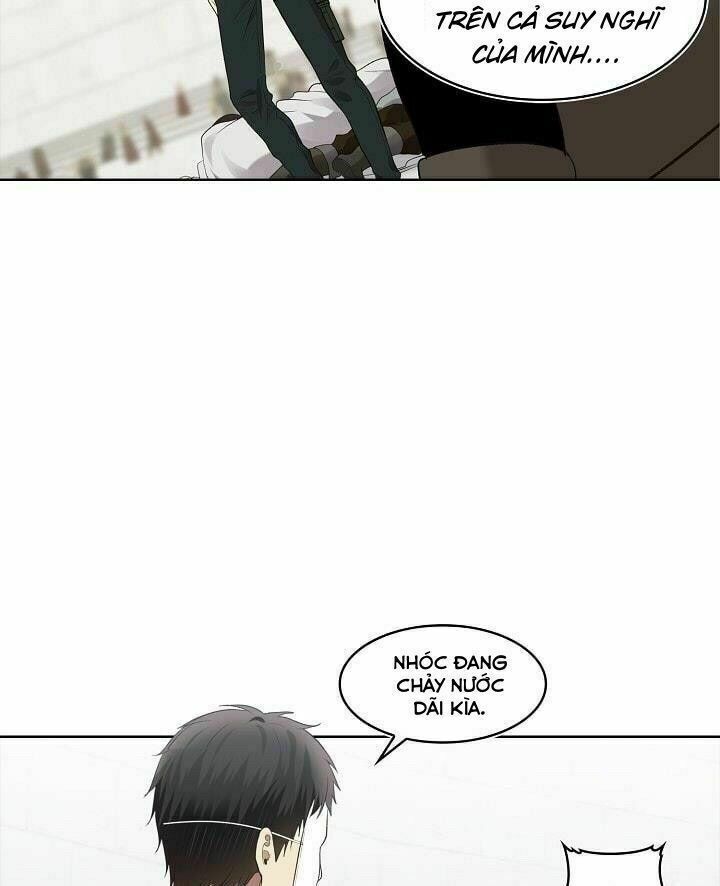 TRÊN CẢ SUY NGHĨ
CỦA MÌNH....
NHÓC ĐANG
CHẢY NƯỚC
DÃI KÌA.